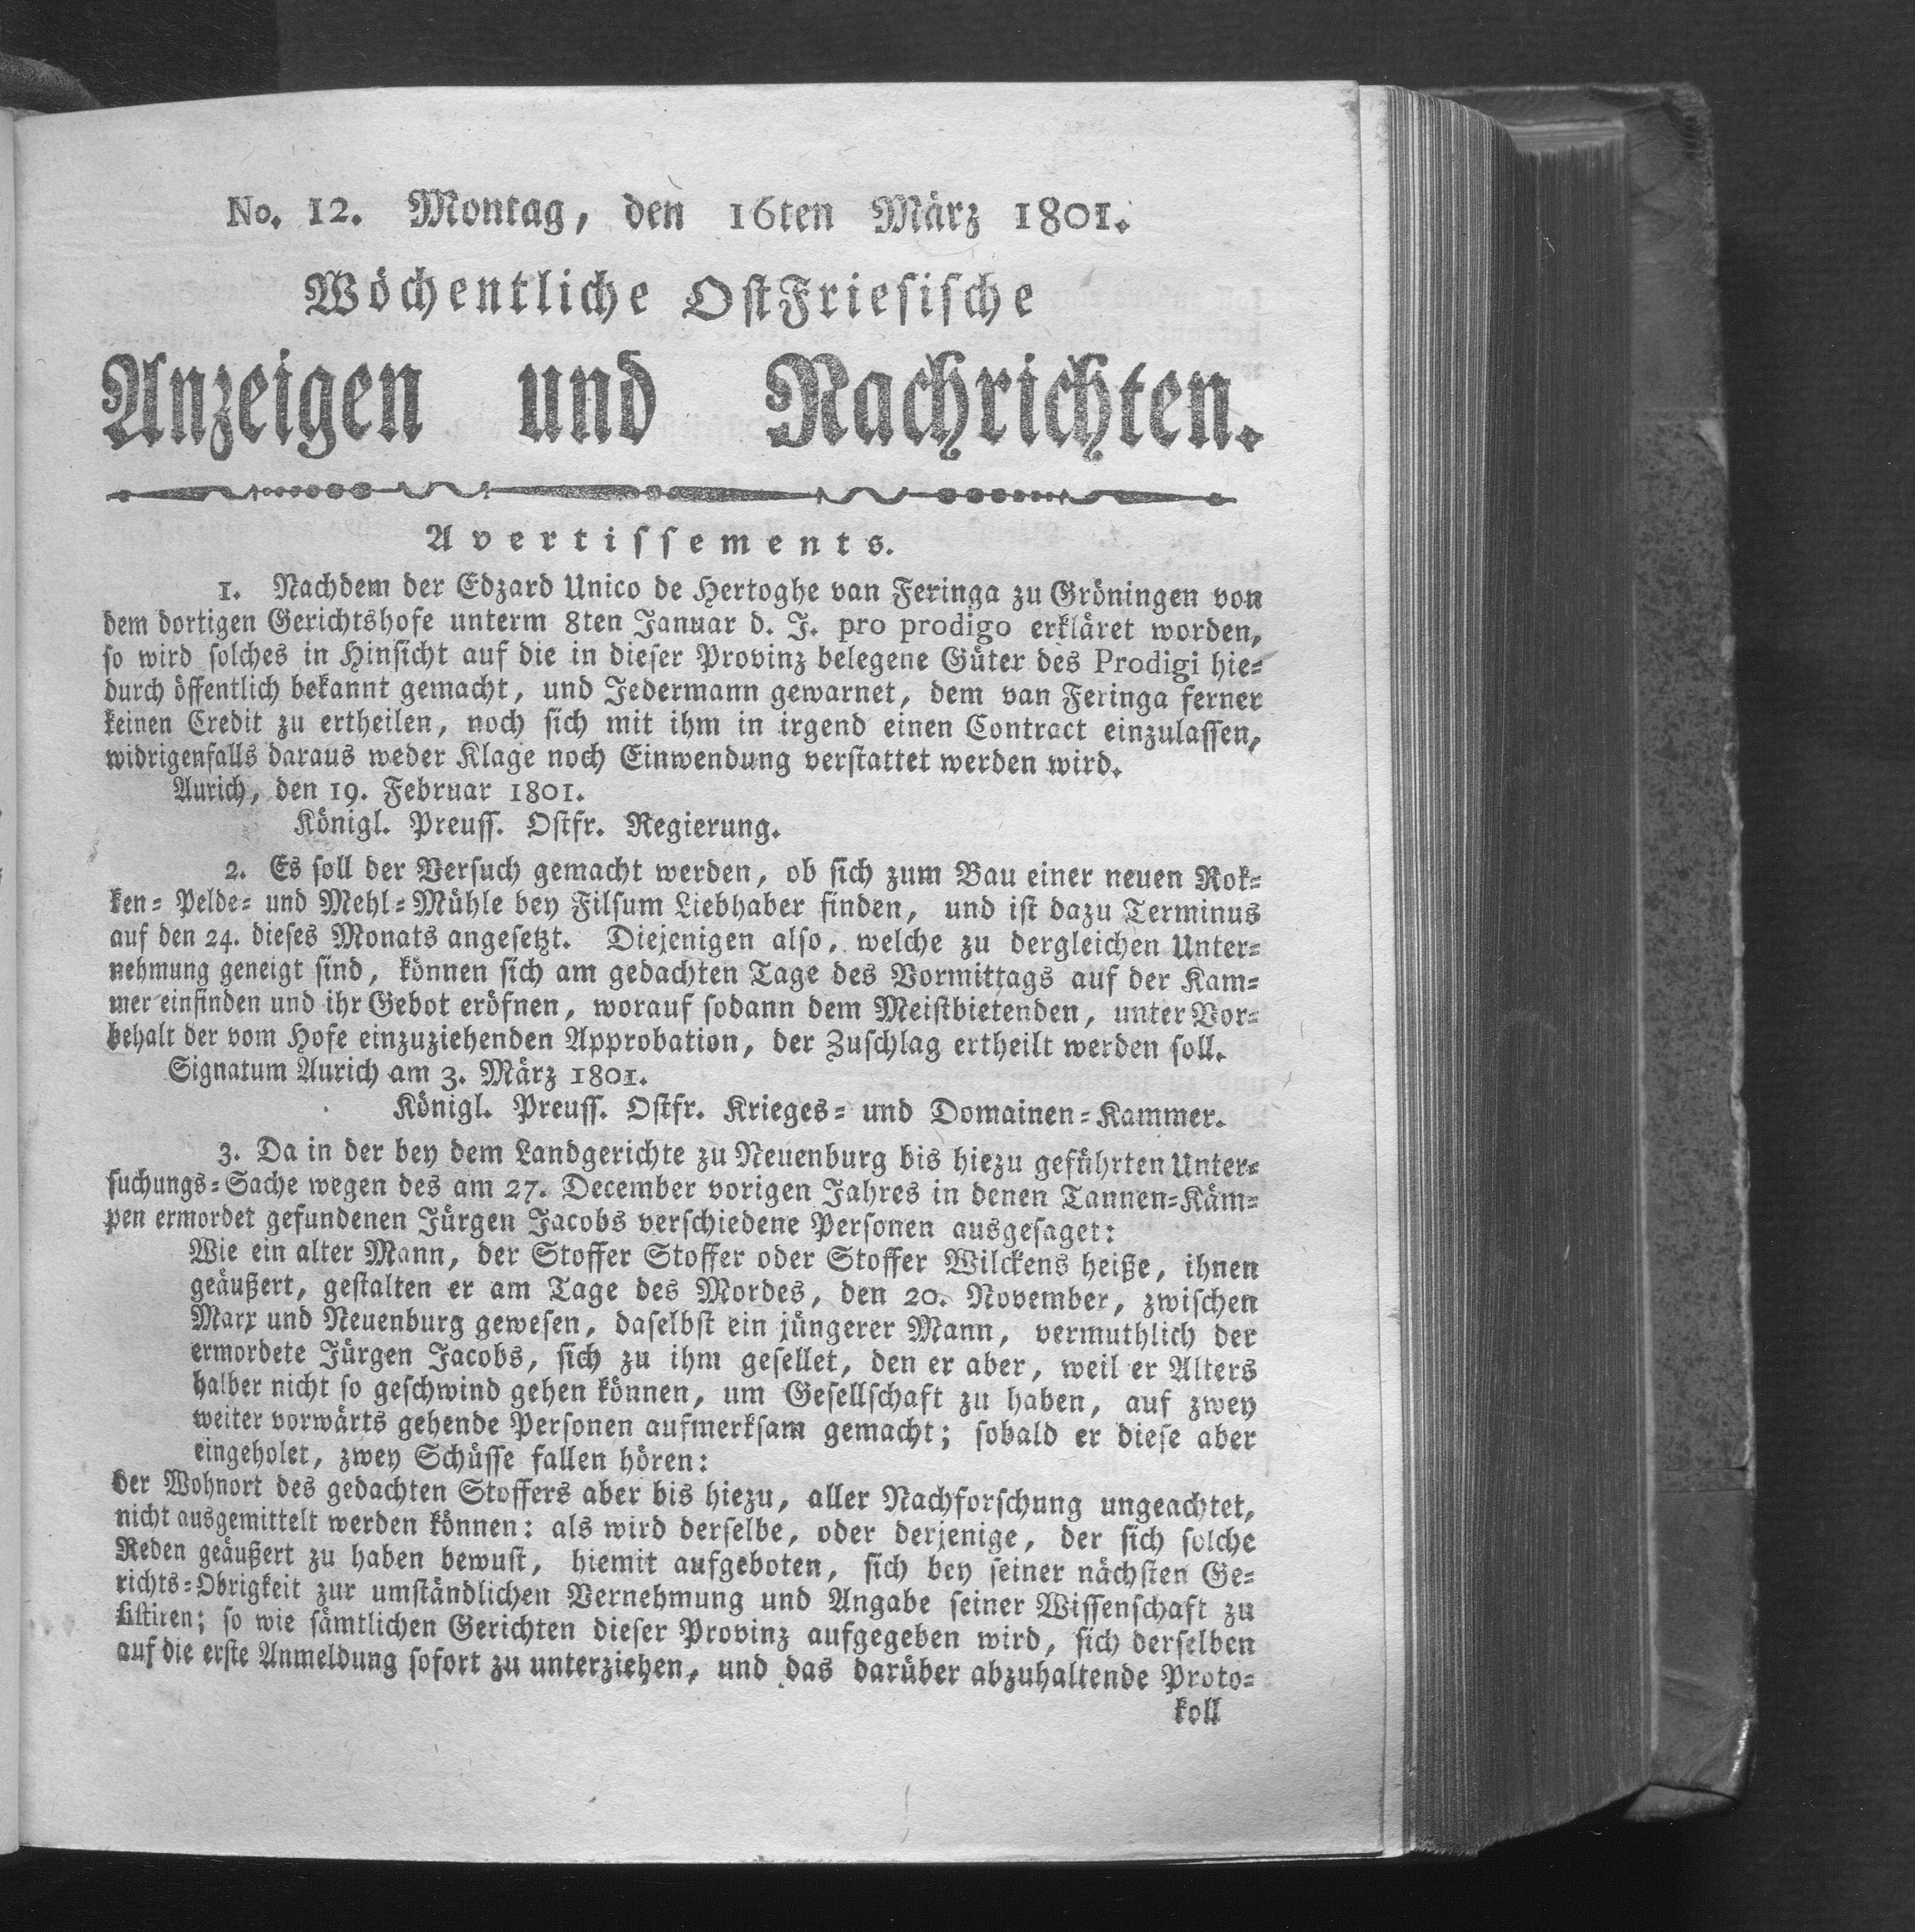 No. 12. Montag, den 16ten März 1801.
Wöchentliche OstFriesische
Anzeigen und Nachrichten.
Avertissements.
1. Nachdem der Edzard Unico de Hertoghe van Feringa zu Gröningen von
dem dortigen Gerichtshofe unterm 8ten Januar d. J. pro prodigo erkläret worden,
so wird solches in Hinsicht auf die in dieser Provinz belegene Güter des Prodigi hie-
durch öffentlich bekannt gemacht, und Jedermann gewarnet, dem van Feringa ferner
keinen Credit zu ertheilen, noch sich mit ihm in irgend einen Contract einzulassen,
widrigenfalls daraus weder Klage noch Einwendung verstattet werden wird.
Aurich, den 19. Februar 1801.
Königl. Preuss. Ostfr. Regierung.
2. Es soll der Versuch gemacht werden, ob sich zum Bau einer neuen Rok-
ken- Pelde- und Mehl-Mühle bey Filsum Liebhaber finden, und ist dazu Terminus
auf den 24. dieses Monats angesetzt. Diejenigen also, welche zu dergleichen Unter-
nehmung geneigt sind, können sich am gedachten Tage des Vormittags auf der Kam-
mer einfinden und ihr Gebot eröfnen, worauf sodann dem Meistbietenden, unter Vor-
behalt der vom Hofe einzuziehenden Approbation, der Zuschlag ertheilt werden soll.
Signatum Aurich am 3. März 1801.
Königl. Preuss. Ostfr. Krieges- und Domainen-Kammer.
3. Da in der bey dem Landgerichte zu Neuenburg bis hiezu geführten Unter-
suchungs-Sache wegen des am 27. December vorigen Jahres in denen Tannen-Käm-
pen ermordet gefundenen Jürgen Jacobs verschiedene Personen ausgesaget:
Wie ein alter Mann, der Stoffer Stoffer oder Stoffer Wilckens heiße, ihnen
geäußert, gestalten er am Tage des Mordes, den 20. November, zwischen
Marx und Neuenburg gewesen, daselbst ein jüngerer Mann, vermuthlich der
ermordete Jürgen Jacobs, sich zu ihm gesellet, den er aber, weil er Alters
halber nicht so geschwind gehen können, um Gesellschaft zu haben, auf zwey
weiter vorwärts gehende Personen aufmerksam gemacht; sobald er diese aber
eingeholet, zwey Schüsse fallen hören:
der Wohnort des gedachten Stoffers aber bis hiezu, aller Nachforschung ungeachtet,
nicht ausgemittelt werden können: als wird derselbe, oder derjenige, der sich solche
Reden geäußert zu haben bewust, hiemit aufgeboten, sich bey seiner nächsten Ge-
richts-Obrigkeit zur umständlichen Vernehmung und Angabe seiner Wissenschaft zu
sistiren; so wie sämtlichen Gerichten dieser Provinz aufgegeben wird, sich derselben
auf die erste Anmeldung sofort zu unterziehen, und das darüber abzuhaltende Proto-
koll